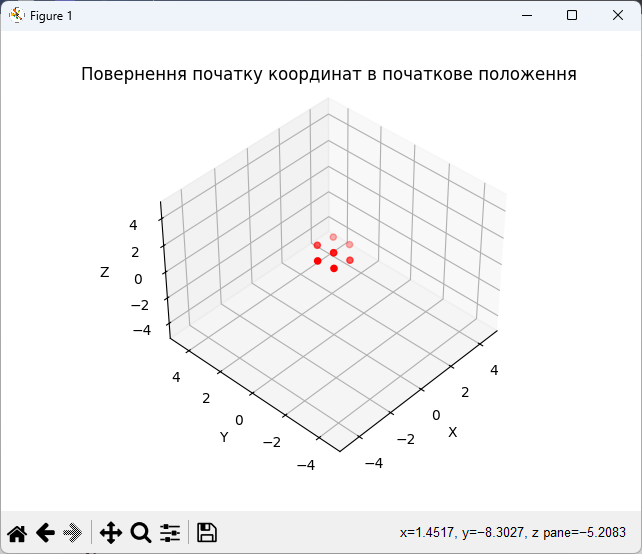 Figure 1
Повернення початку координат в початкове положення
4
2
0
−2
−4
Z
4
2
0
−2
−4
Y
−4
−2
0
2
4
X
x=1.4517, y=−8.3027, z pane=−5.2083